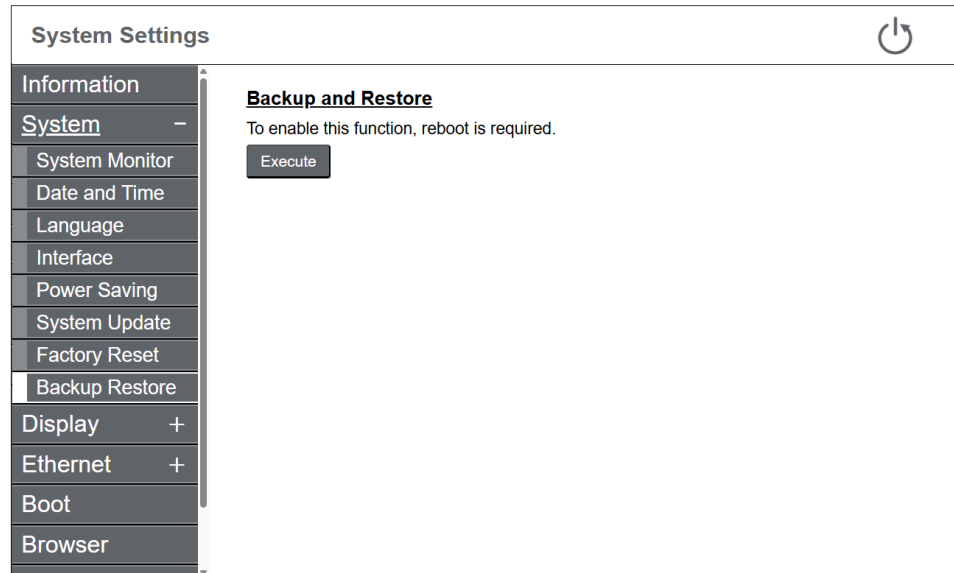 System Settings
Information
System −
System Monitor
Date and Time
Language
Interface
Power Saving
System Update
Factory Reset
Backup Restore
Display +
Ethernet +
Boot
Browser
Backup and Restore
To enable this function, reboot is required.
Execute